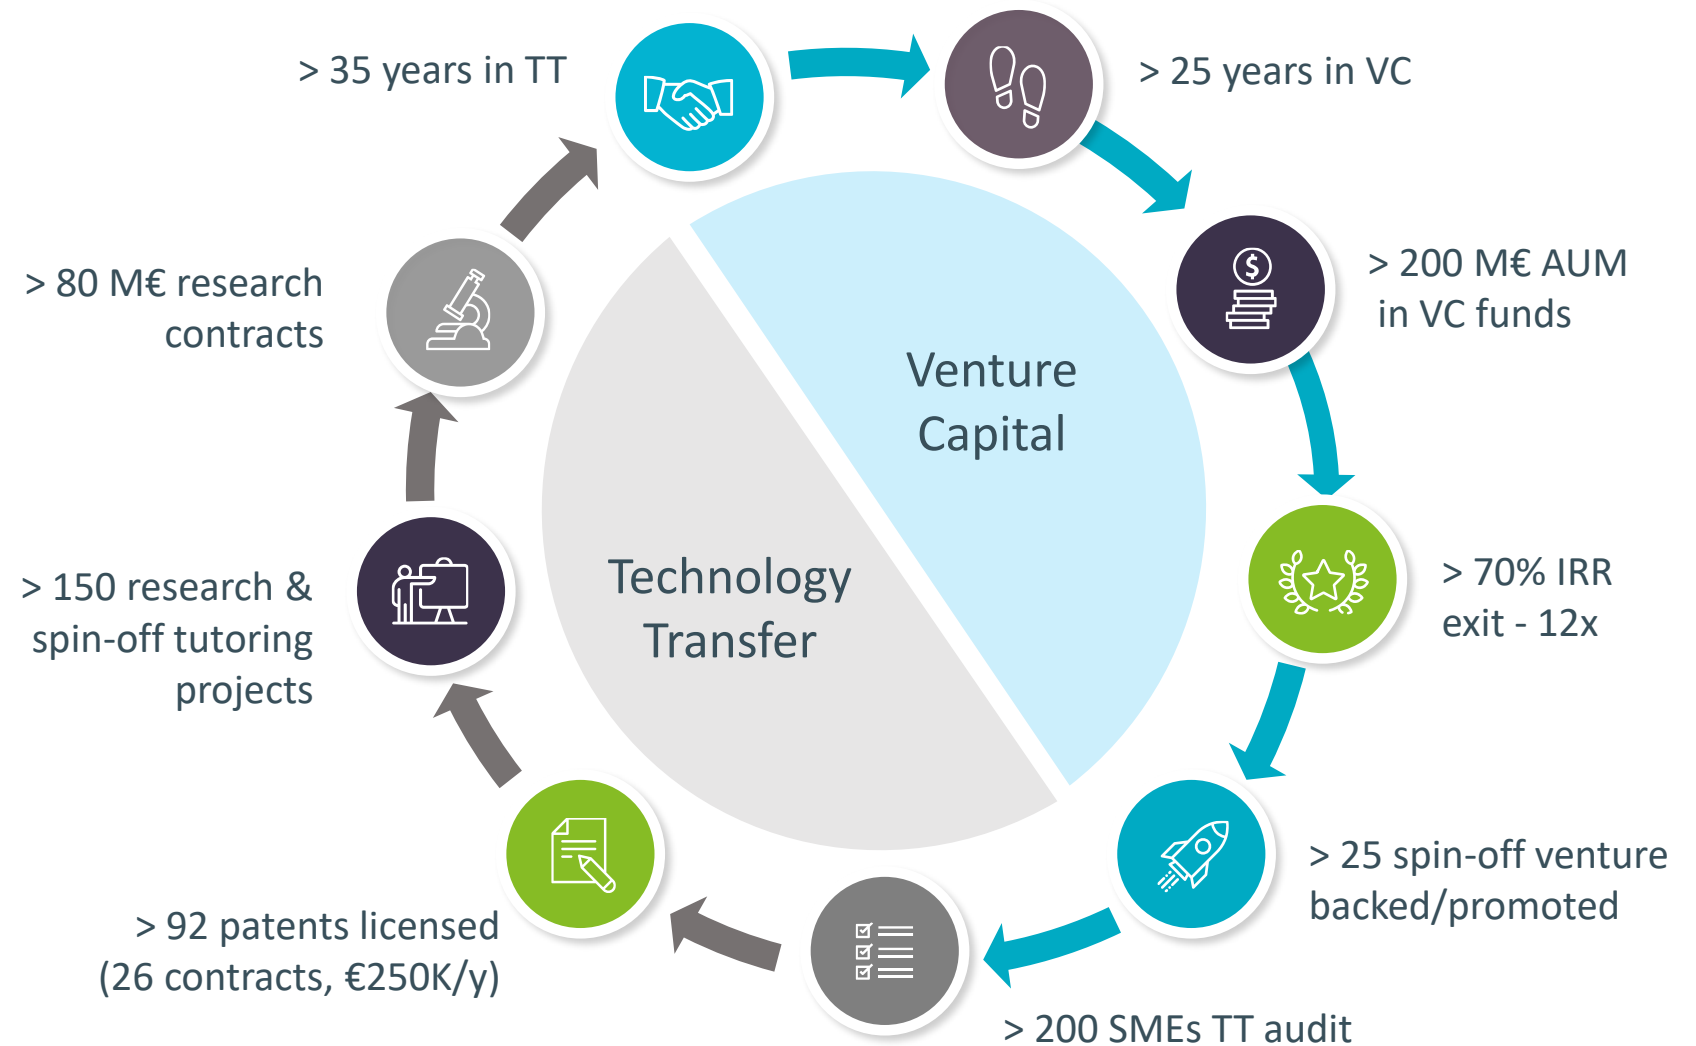 > 35 years in TT
> 25 years in VC
> 200 M€ AUM
in VC funds
> 70% IRR
exit - 12x
> 25 spin-off venture
backed/promoted
> 200 SMEs TT audit
> 92 patents licensed
(26 contracts, €250K/y)
> 150 research &
spin-off tutoring
projects
> 80 M€ research
contracts
Venture
Capital
Technology
Transfer
$